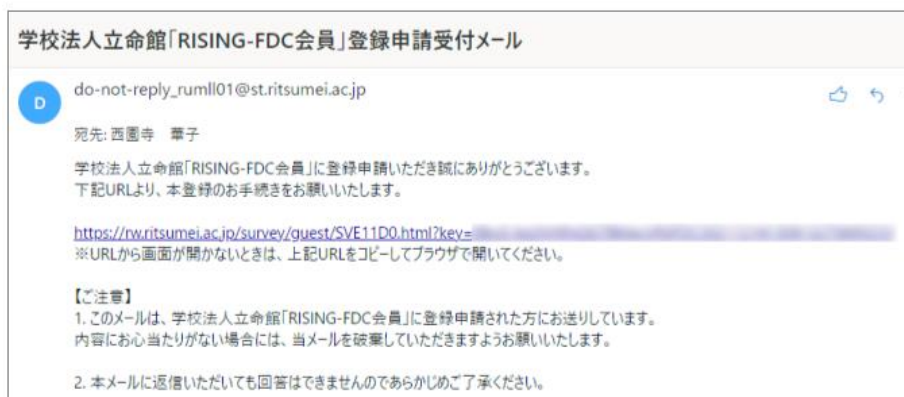 学校法人立命館「RISING-FDC会員」登録申請受付メール
D
do-not-reply_rumll01@st.ritsumei.ac.jp
宛先: 西園寺　華子
学校法人立命館「RISING-FDC会員」に登録申請いただき誠にありがとうございます。
下記URLより、本登録のお手続きをお願いいたします。
https://rw.ritsumei.ac.jp/survey/guest/SVE11D0.html?key=
※URLから画面が開かないときは、上記URLをコピーしてブラウザで開いてください。
【ご注意】
1. このメールは、学校法人立命館「RISING-FDC会員」に登録申請された方にお送りしています。
内容にお心当たりがない場合には、当メールを破棄していただきますようお願いいたします。
2. 本メールに返信いただいても回答はできませんのであらかじめご了承ください。